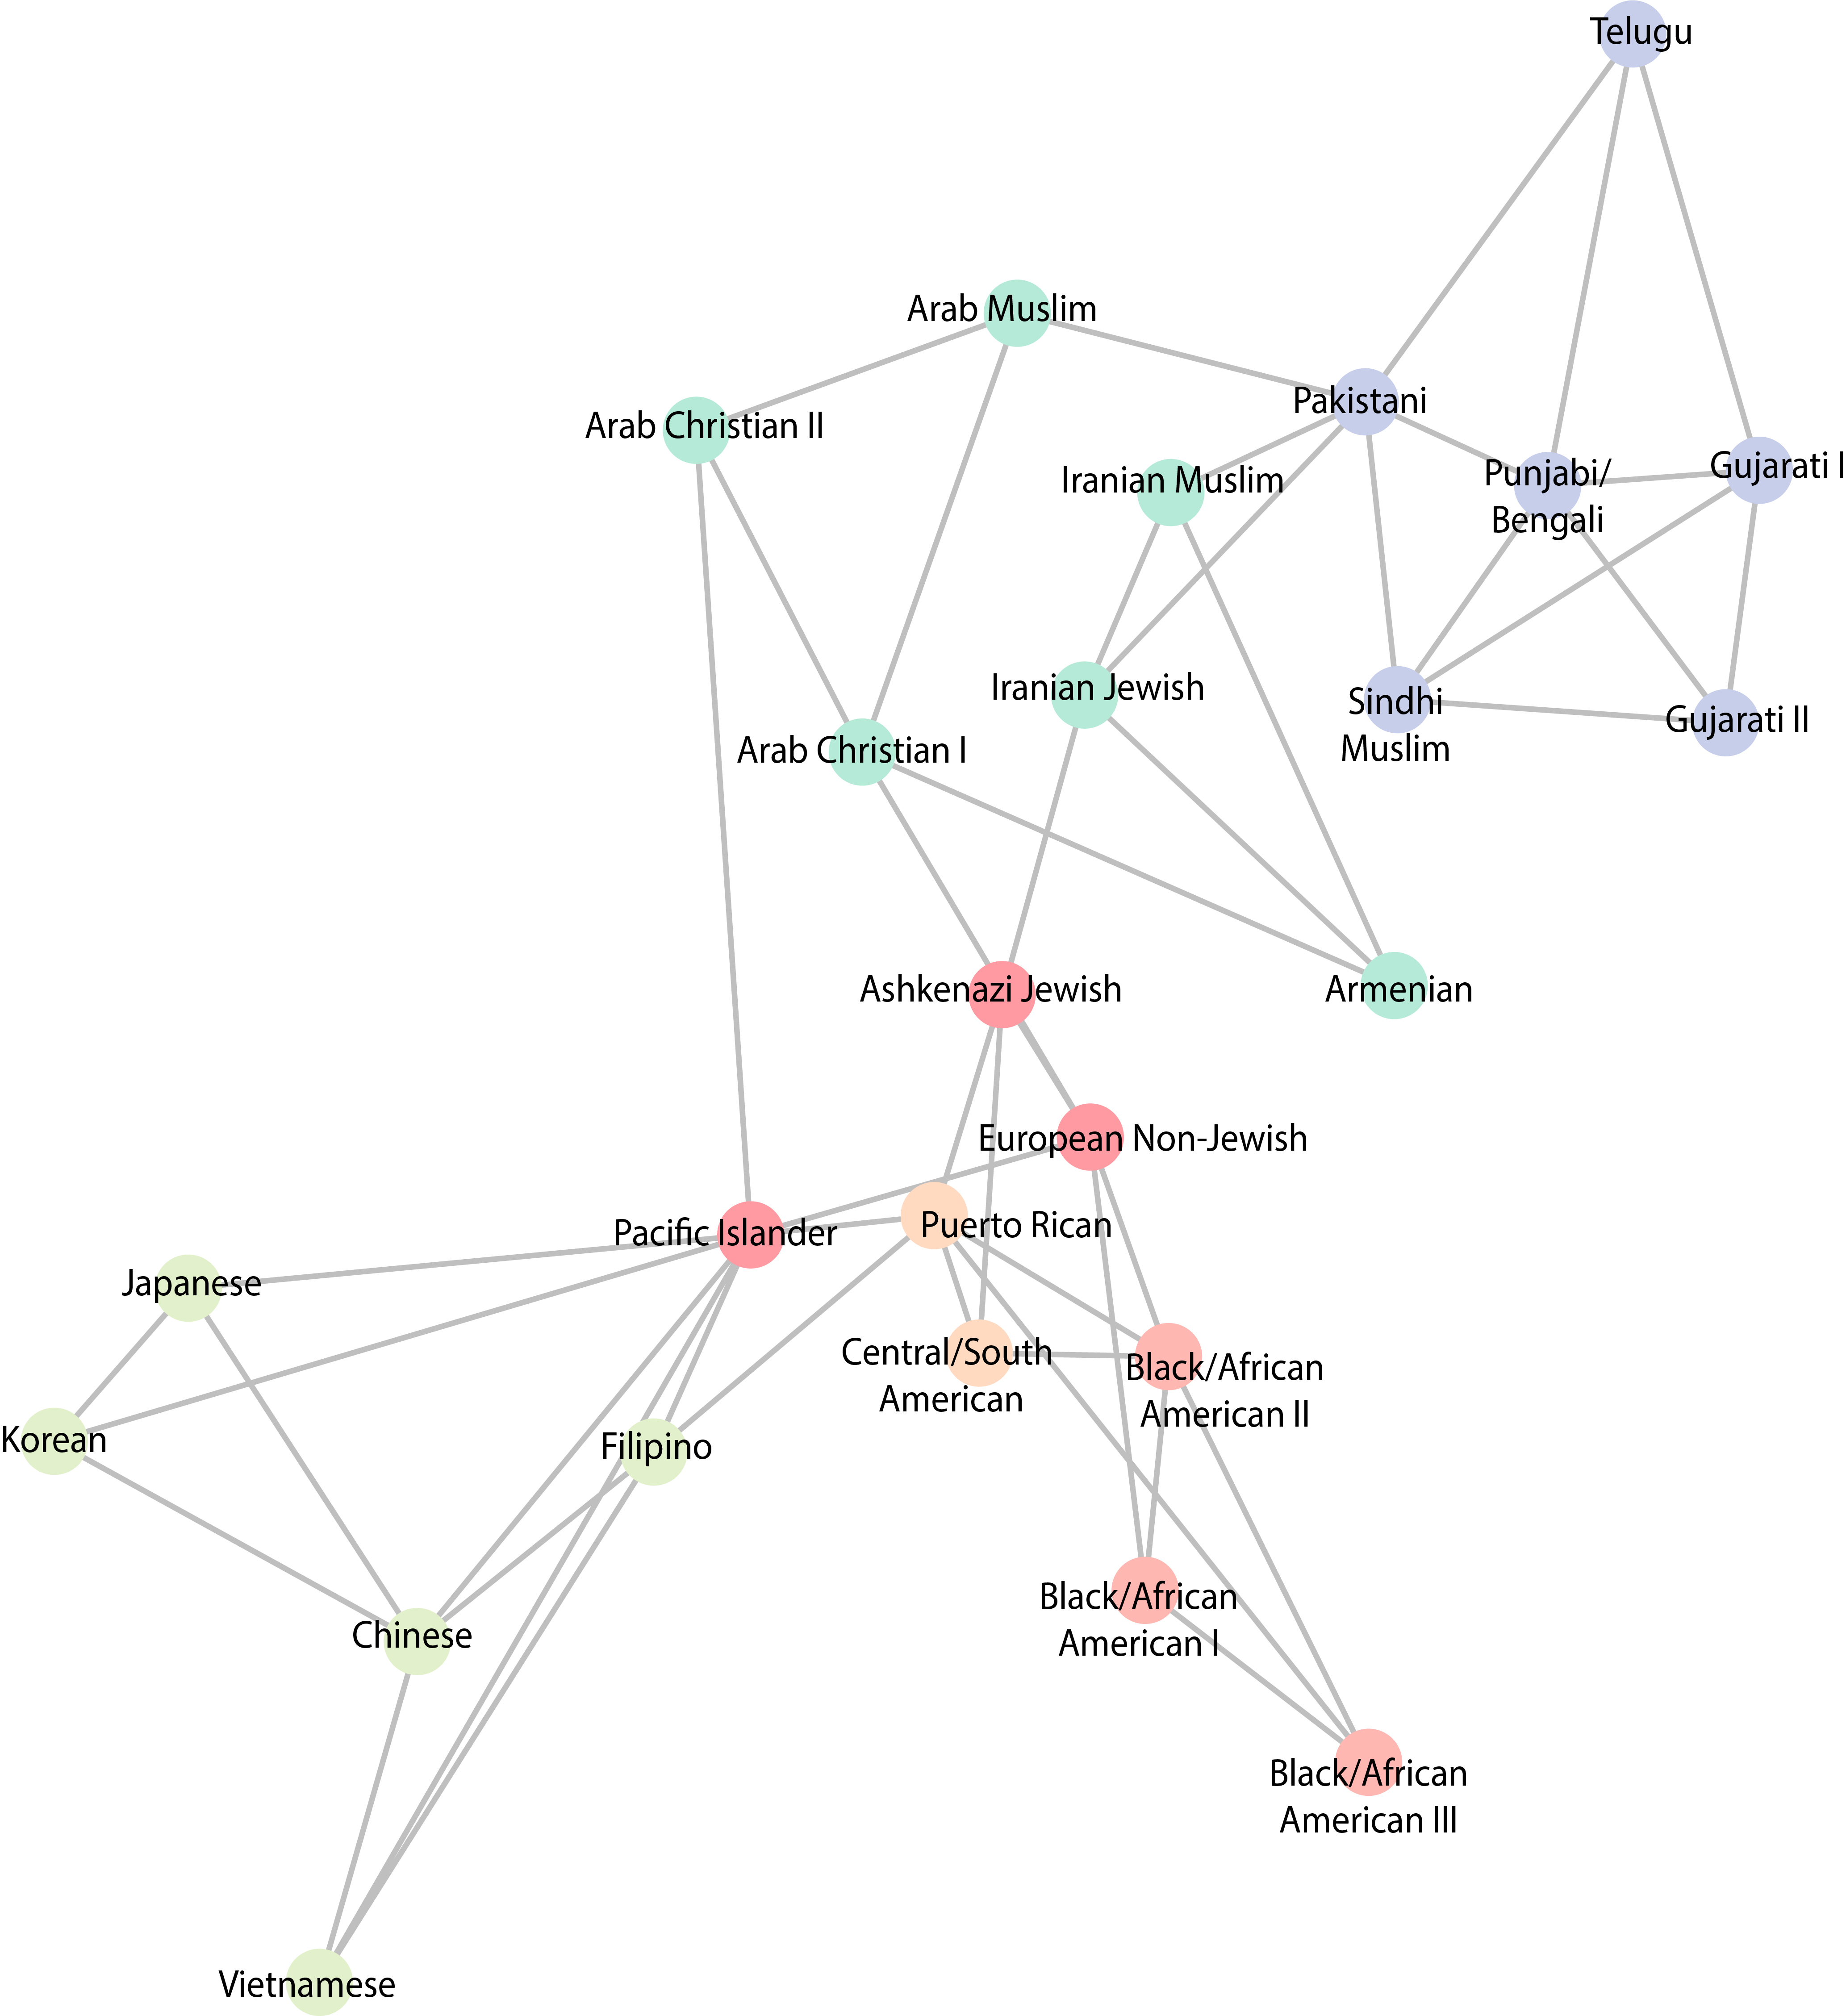 Telugu
Arab Muslim
Pakistani
Arab Christian II
Iranian Muslim
Punjabi/
Bengali
Gujarati I
Iranian Jewish
Sindhi
Muslim
Gujarati II
Arab Christian I
Ashkenazi Jewish
Armenian
European Non-Jewish
Pacific Islander
Puerto Rican
Japanese
Central/South
American
Black/African
American II
Korean
Filipino
Black/African
American I
Chinese
Black/African
American III
Vietnamese